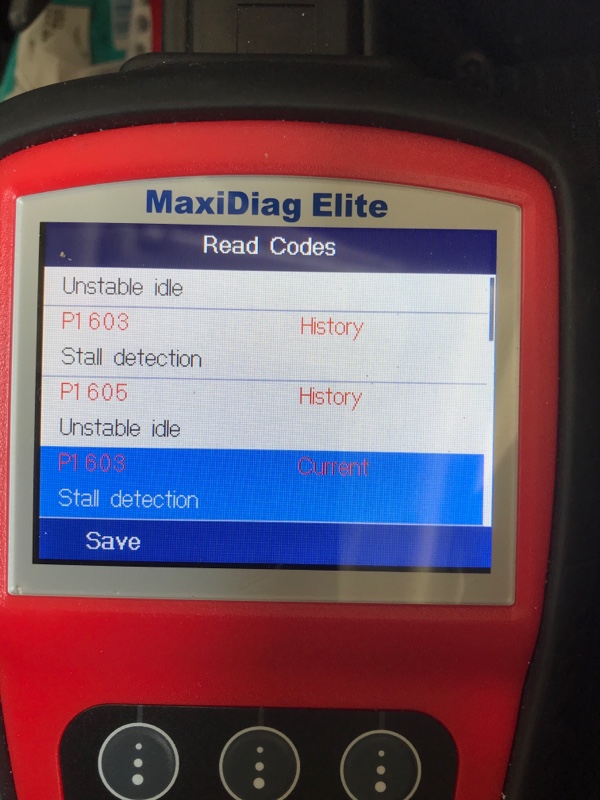 MaxiDiag Elite
Read Codes
Unstable idle
P1603 History
Stall detection
P1605 History
Unstable idle
P1603 Current
Stall detection
Save